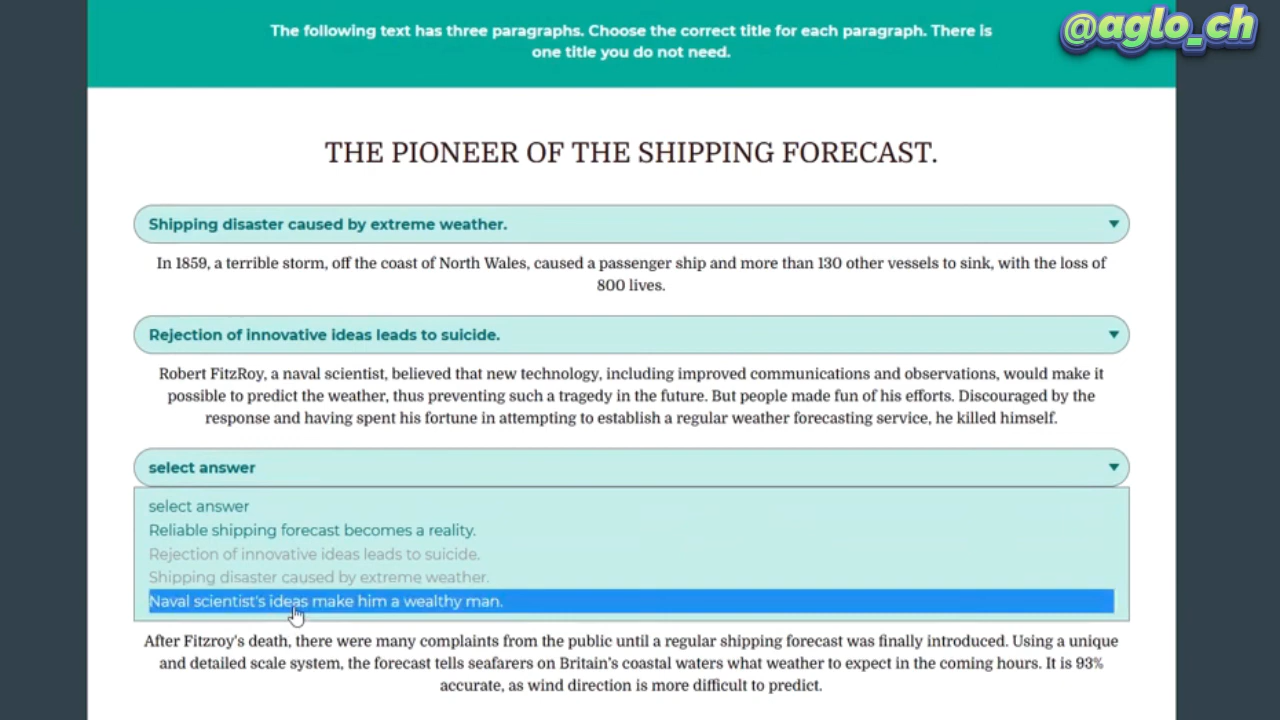 @aglo_ch
The following text has three paragraphs. Choose the correct title for each paragraph. There is
one title you do not need.
THE PIONEER OF THE SHIPPING FORECAST.
Shipping disaster caused by extreme weather.
In 1859, a terrible storm, off the coast of North Wales, caused a passenger ship and more than 130 other vessels to sink, with the loss of
800 lives.
Rejection of innovative ideas leads to suicide.
Robert FitzRoy, a naval scientist, believed that new technology, including improved communications and observations, would make it
possible to predict the weather, thus preventing such a tragedy in the future. But people made fun of his efforts. Discouraged by the
response and having spent his fortune in attempting to establish a regular weather forecasting service, he killed himself.
select answer
select answer
Reliable shipping forecast becomes a reality.
Rejection of innovative ideas leads to suicide.
Shipping disaster caused by extreme weather.
Naval scientist's ideas make him a wealthy man.
After Fitzroy's death, there were many complaints from the public until a regular shipping forecast was finally introduced. Using a unique
and detailed scale system, the forecast tells seafarers on Britain's coastal waters what weather to expect in the coming hours. It is 93%
accurate, as wind direction is more difficult to predict.